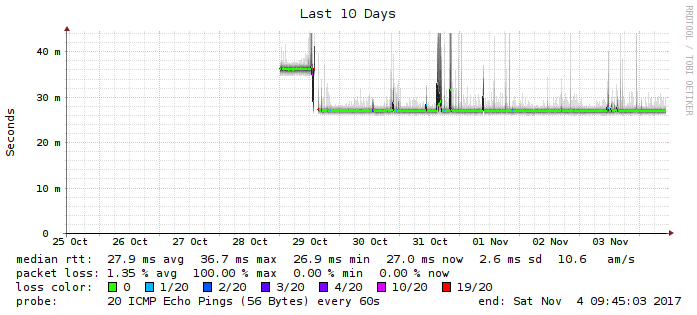 Last 10 Days
RRDTOOL / TOBI OETIKER
Seconds
40 m
30 m
20 m
10 m
0
25 Oct 26 Oct 27 Oct 28 Oct 29 Oct 30 Oct 31 Oct 01 Nov 02 Nov 03 Nov
median rtt: 27.9 ms avg 36.7 ms max 26.9 ms min 27.0 ms now 2.6 ms sd 10.6 am/s
packet loss: 1.35 % avg 100.00 % max 0.00 % min 0.00 % now
loss color: 0 1/20 2/20 3/20 4/20 10/20 19/20
probe: 20 ICMP Echo Pings (56 Bytes) every 60s end: Sat Nov 4 09:45:03 2017